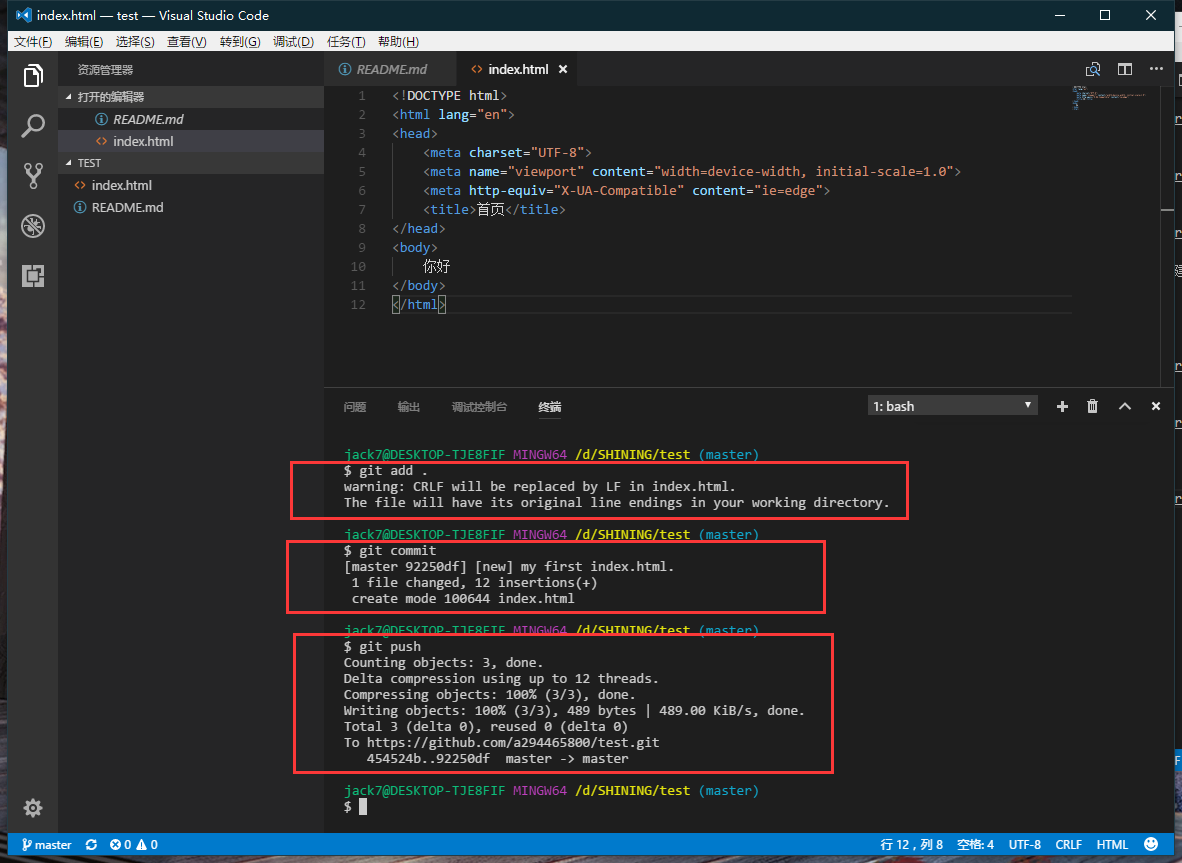 index.html — test — Visual Studio Code
文件(F) 编辑(E) 选择(S) 查看(V) 转到(G) 调试(D) 任务(T) 帮助(H)
资源管理器
打开的编辑器
README.md
index.html
TEST
index.html
README.md
README.md index.html
1 <!DOCTYPE html>
2 <html lang="en">
3 <head>
4 <meta charset="UTF-8">
5 <meta name="viewport" content="width=device-width, initial-scale=1.0">
6 <meta http-equiv="X-UA-Compatible" content="ie=edge">
7 <title>首页</title>
8 </head>
9 <body>
10 你好
11 </body>
12 </html>
问题 输出 调试控制台 终端 1: bash
jack7@DESKTOP-TJE8FIF MINGW64 /d/SHINING/test (master)
$ git add .
warning: CRLF will be replaced by LF in index.html.
The file will have its original line endings in your working directory.
jack7@DESKTOP-TJE8FIF MINGW64 /d/SHINING/test (master)
$ git commit
[master 92250df] [new] my first index.html.
1 file changed, 12 insertions(+)
create mode 100644 index.html
jack7@DESKTOP-TJE8FIF MINGW64 /d/SHINING/test (master)
$ git push
Counting objects: 3, done.
Delta compression using up to 12 threads.
Compressing objects: 100% (3/3), done.
Writing objects: 100% (3/3), 489 bytes | 489.00 KiB/s, done.
Total 3 (delta 0), reused 0 (delta 0)
To https://github.com/a294465800/test.git
454524b..92250df master -> master
jack7@DESKTOP-TJE8FIF MINGW64 /d/SHINING/test (master)
$
master 0 0 行 12，列 8 空格: 4 UTF-8 CRLF HTML